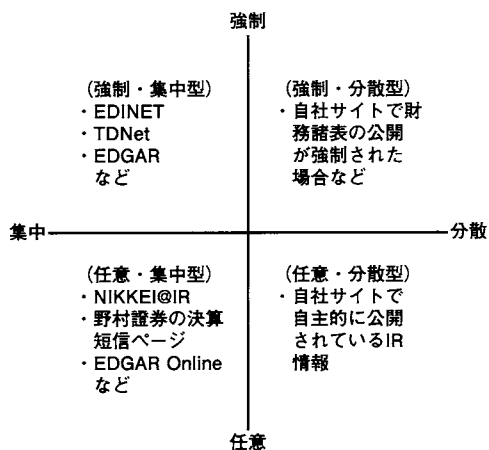 強制
(強制・集中型)
・EDINET
・TDNet
・EDGAR
など
(強制・分散型)
・自社サイトで財
務諸表の公開
が強制された
場合など
集中
分散
(任意・集中型)
・NIKKEI@IR
・野村證券の決算
短信ページ
・EDGAR Online
など
(任意・分散型)
・自社サイトで
自主的に公開
されているIR
情報
任意